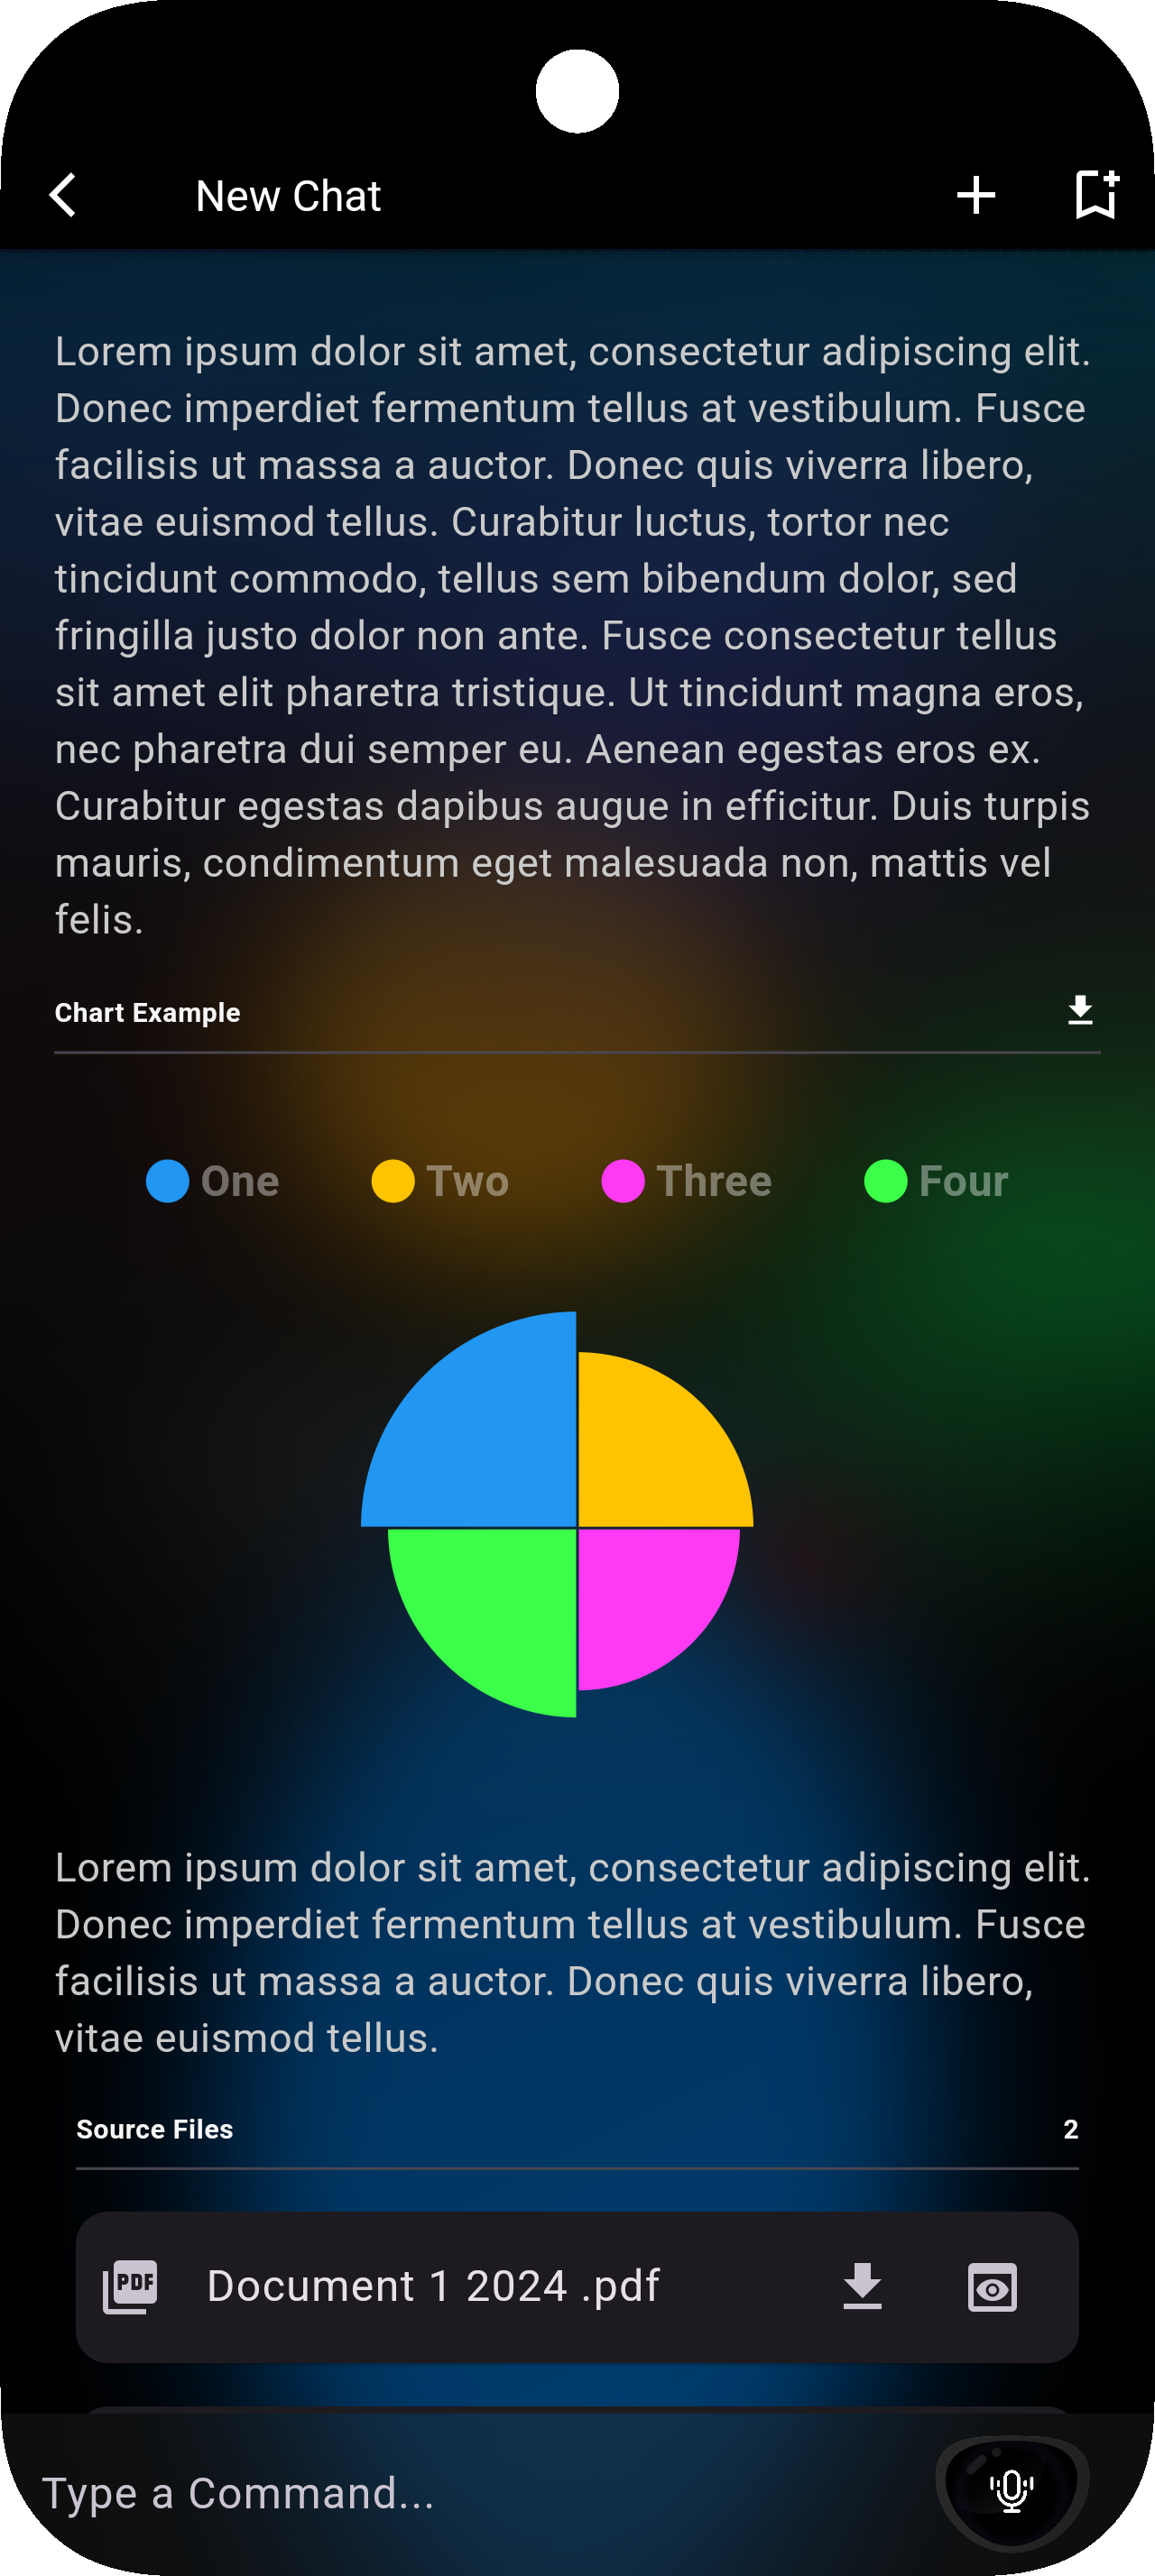 New Chat
Lorem ipsum dolor sit amet, consectetur adipiscing elit.
Donec imperdiet fermentum tellus at vestibulum. Fusce
facilisis ut massa a auctor. Donec quis viverra libero,
vitae euismod tellus. Curabitur luctus, tortor nec
tincidunt commodo, tellus sem bibendum dolor, sed
fringilla justo dolor non ante. Fusce consectetur tellus
sit amet elit pharetra tristique. Ut tincidunt magna eros,
nec pharetra dui semper eu. Aenean egestas eros ex.
Curabitur egestas dapibus augue in efficitur. Duis turpis
mauris, condimentum eget malesuada non, mattis vel
felis.
Chart Example
One Two Three Four
Lorem ipsum dolor sit amet, consectetur adipiscing elit.
Donec imperdiet fermentum tellus at vestibulum. Fusce
facilisis ut massa a auctor. Donec quis viverra libero,
vitae euismod tellus.
Source Files 2
PDF Document 1 2024 .pdf
Type a Command...